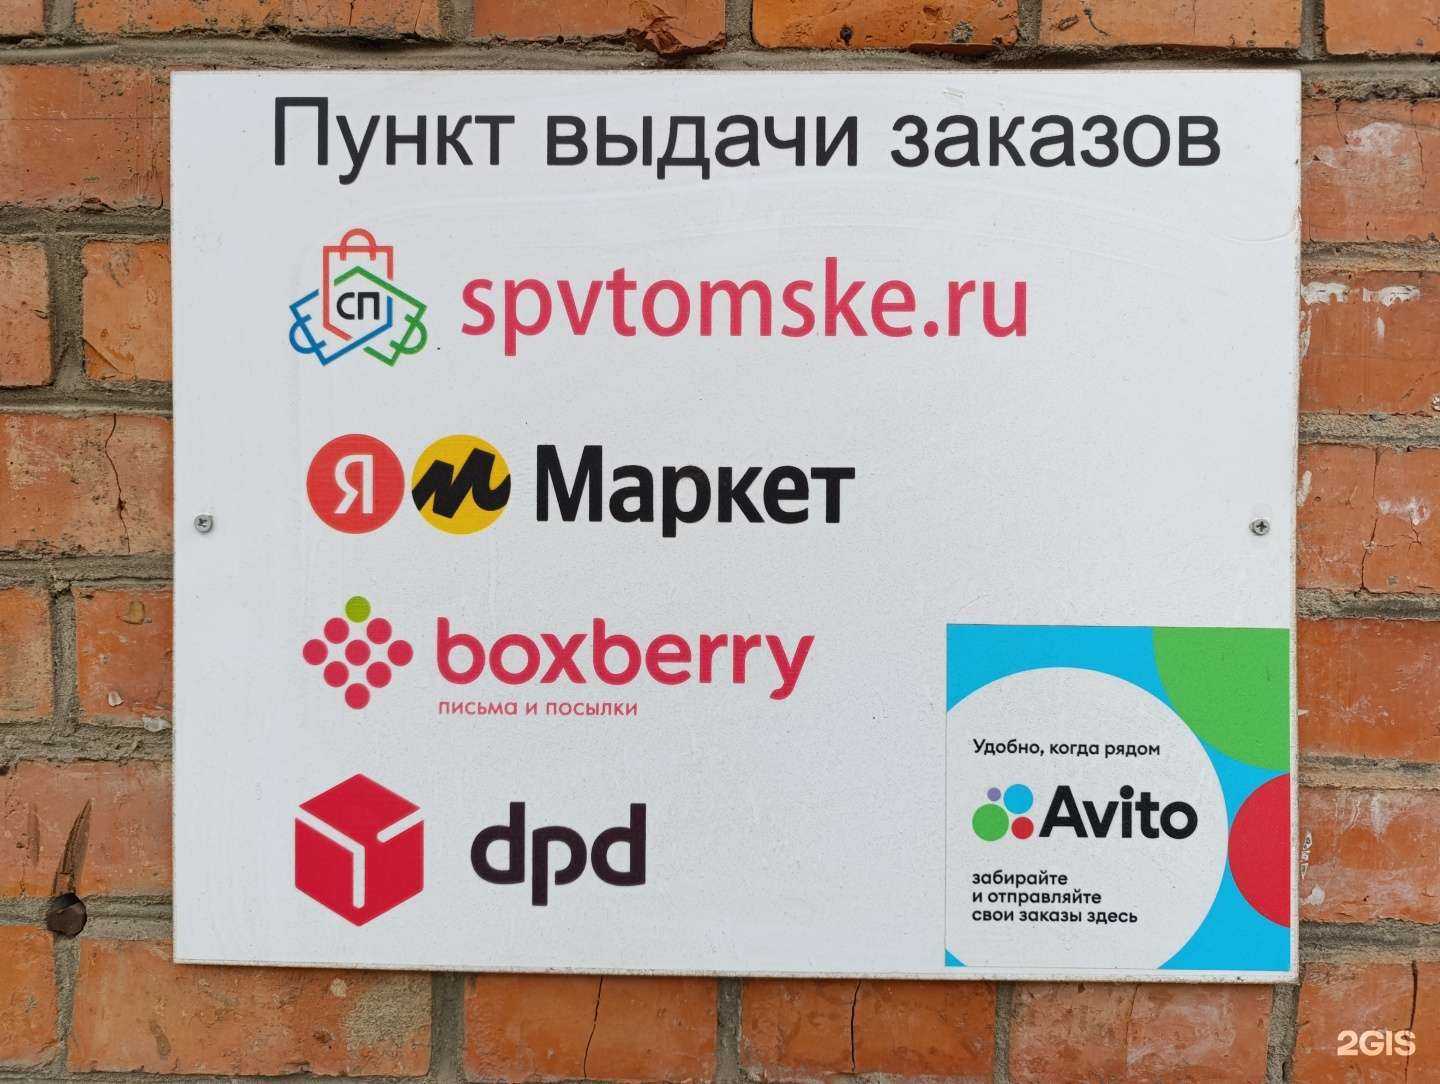 Пункт выдачи заказов
сп spvtomske.ru
Я м Маркет
boxberry
письма и посылки
dpd
Удобно, когда рядом
Avito
забирайте
и отправляйте
свои заказы здесь
2GIS